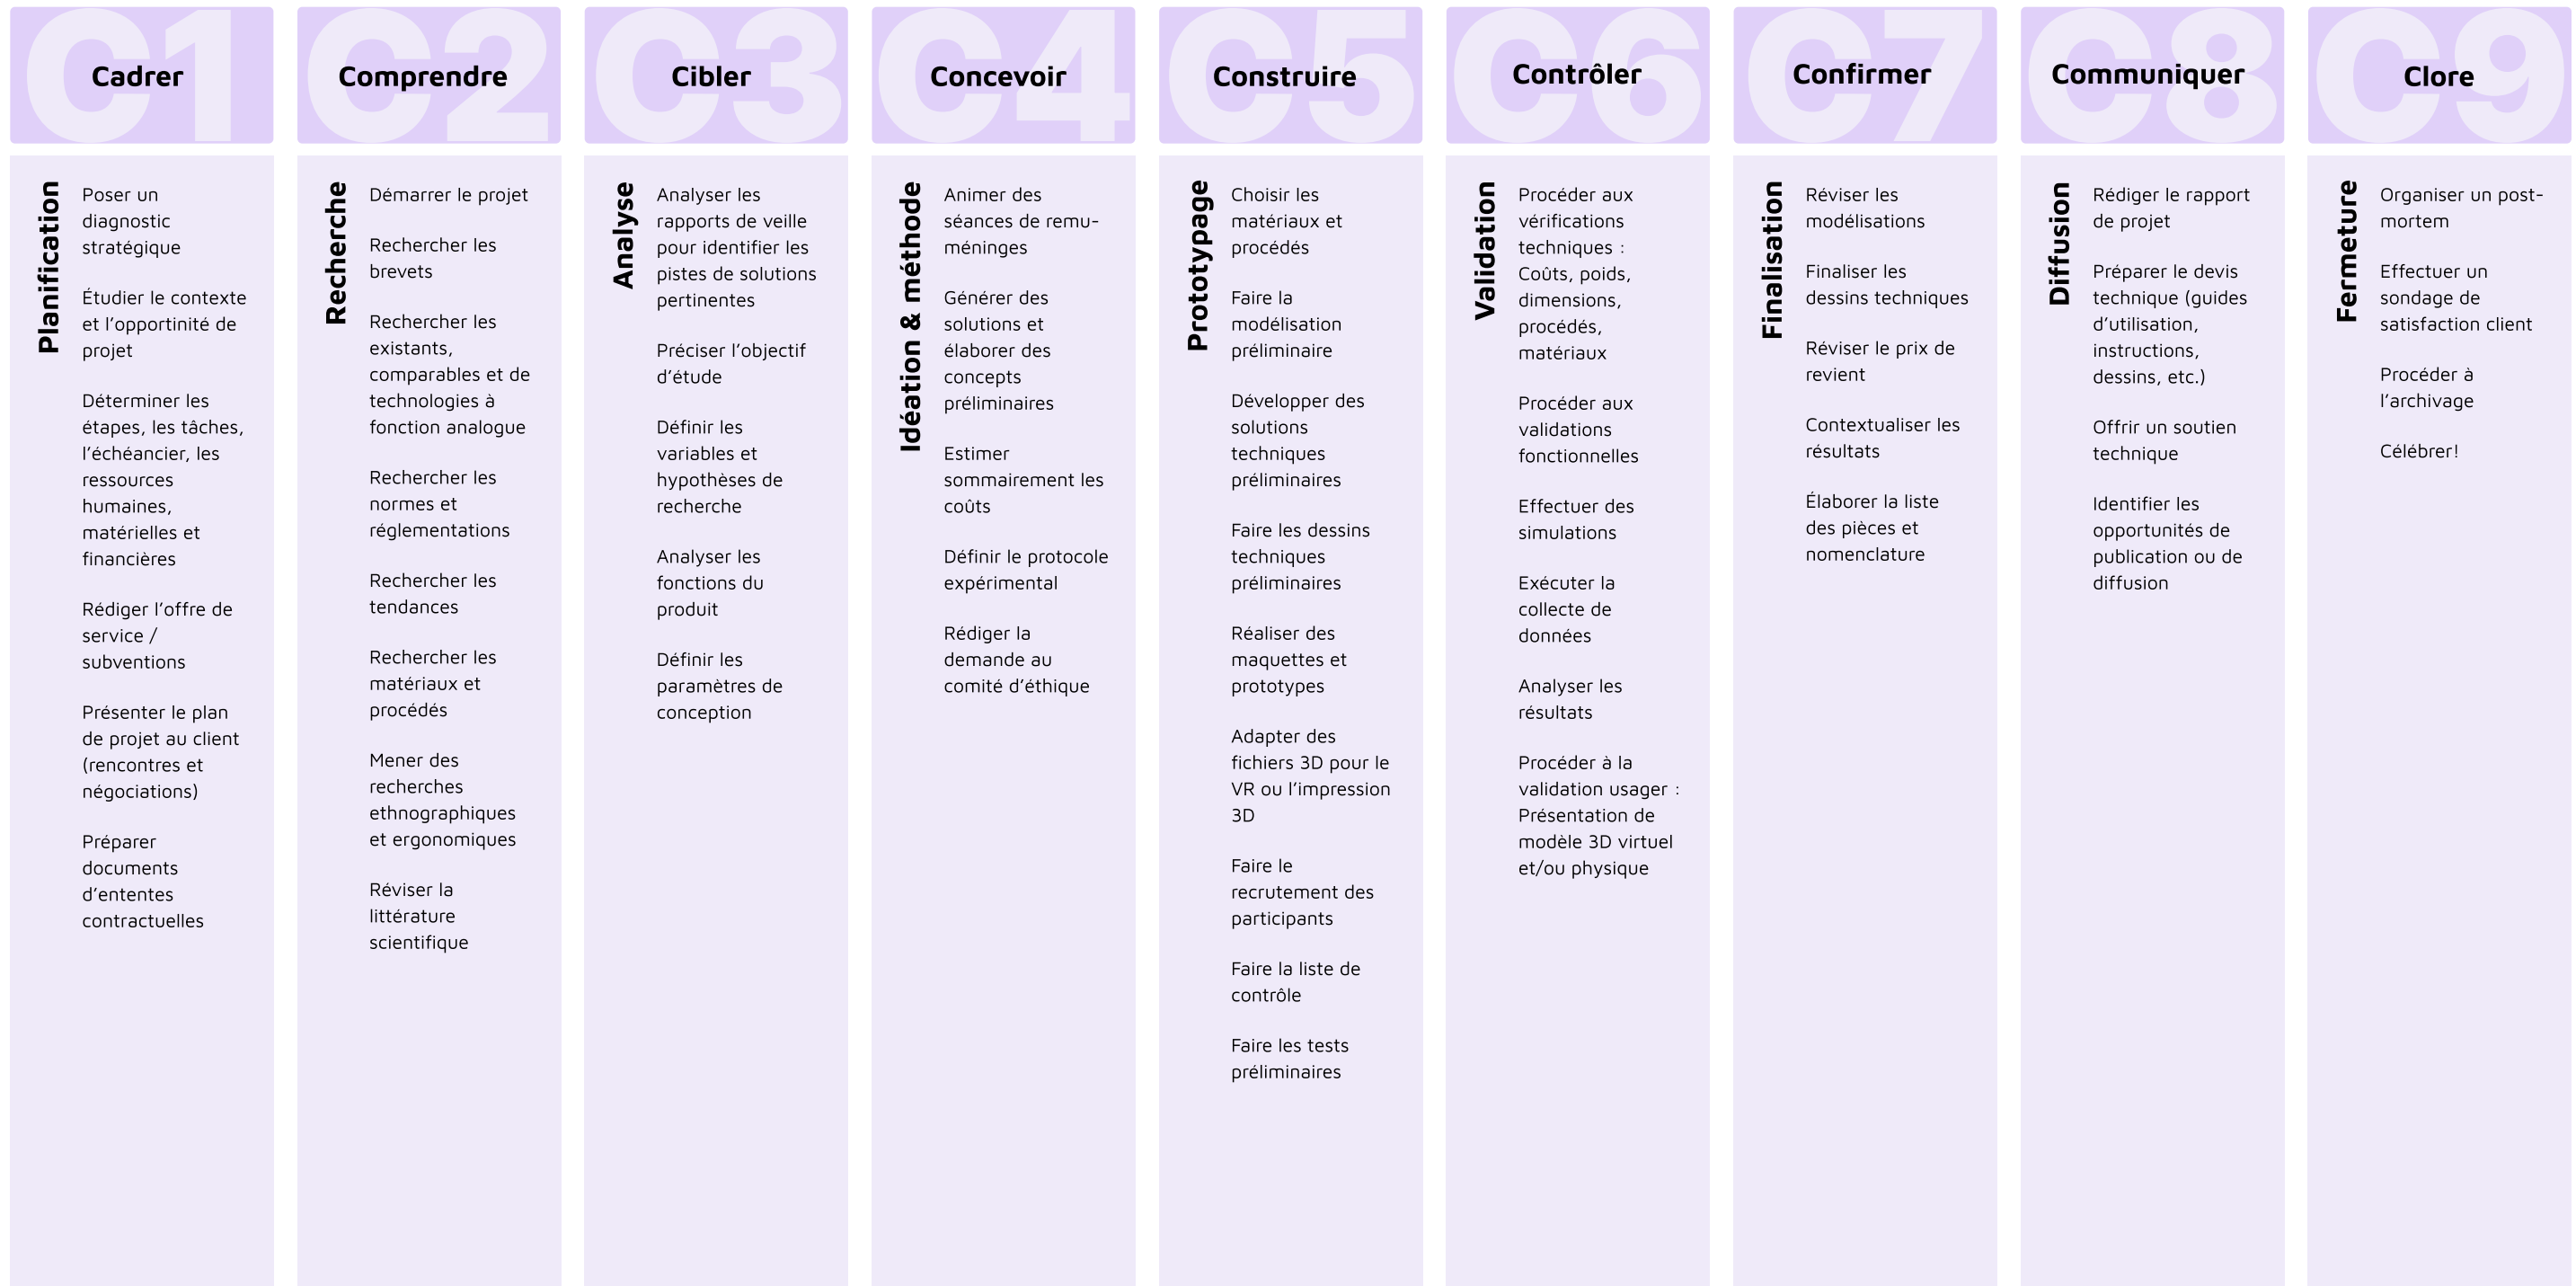 C1
Cadrer
Planification
Poser un
diagnostic
stratégique
Étudier le contexte
et l’opportinité de
projet
Déterminer les
étapes, les tâches,
l’échéancier, les
ressources
humaines,
matérielles et
financières
Rédiger l’offre de
service /
subventions
Présenter le plan
de projet au client
(rencontres et
négociations)
Préparer
documents
d’ententes
contractuelles
C2
Comprendre
Recherche
Démarrer le projet
Rechercher les
brevets
Rechercher les
existants,
comparables et de
technologies à
fonction analogue
Rechercher les
normes et
réglementations
Rechercher les
tendances
Rechercher les
matériaux et
procédés
Mener des
recherches
ethnographiques
et ergonomiques
Réviser la
littérature
scientifique
C3
Cibler
Analyse
Analyser les
rapports de veille
pour identifier les
pistes de solutions
pertinentes
Préciser l’objectif
d’étude
Définir les
variables et
hypothèses de
recherche
Analyser les
fonctions du
produit
Définir les
paramètres de
conception
C4
Concevoir
Idéation & méthode
Animer des
séances de remu-
méninges
Générer des
solutions et
élaborer des
concepts
préliminaires
Estimer
sommairement les
coûts
Définir le protocole
expérimental
Rédiger la
demande au
comité d’éthique
C5
Construire
Prototypage
Choisir les
matériaux et
procédés
Faire la
modélisation
préliminaire
Développer des
solutions
techniques
préliminaires
Faire les dessins
techniques
préliminaires
Réaliser des
maquettes et
prototypes
Adapter des
fichiers 3D pour le
VR ou l’impression
3D
Faire le
recrutement des
participants
Faire la liste de
contrôle
Faire les tests
préliminaires
C6
Contrôler
Validation
Procéder aux
vérifications
techniques :
Coûts, poids,
dimensions,
procédés,
matériaux
Procéder aux
validations
fonctionnelles
Effectuer des
simulations
Exécuter la
collecte de
données
Analyser les
résultats
Procéder à la
validation usager :
Présentation de
modèle 3D virtuel
et/ou physique
C7
Confirmer
Finalisation
Réviser les
modélisations
Finaliser les
dessins techniques
Réviser le prix de
revient
Contextualiser les
résultats
Élaborer la liste
des pièces et
nomenclature
C8
Communiquer
Diffusion
Rédiger le rapport
de projet
Préparer le devis
technique (guides
d’utilisation,
instructions,
dessins, etc.)
Offrir un soutien
technique
Identifier les
opportunités de
publication ou de
diffusion
C9
Clore
Fermeture
Organiser un post-
mortem
Effectuer un
sondage de
satisfaction client
Procéder à
l’archivage
Célébrer!